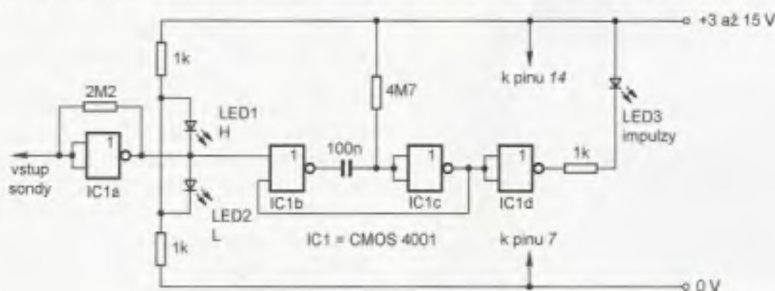 +3 až 15 V
1k
2M2
1
IC1a
vstup
sondy
LED1
H
LED2
L
1k
1
IC1b
100n
4M7
1
IC1c
k pinu 14
1
IC1d
1k
LED3
impulzy
IC1 = CMOS 4001
k pinu 7
0 V